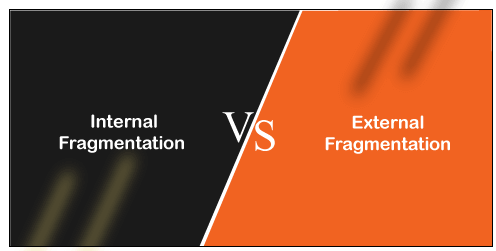 Internal
Fragmentation
VS
External
Fragmentation